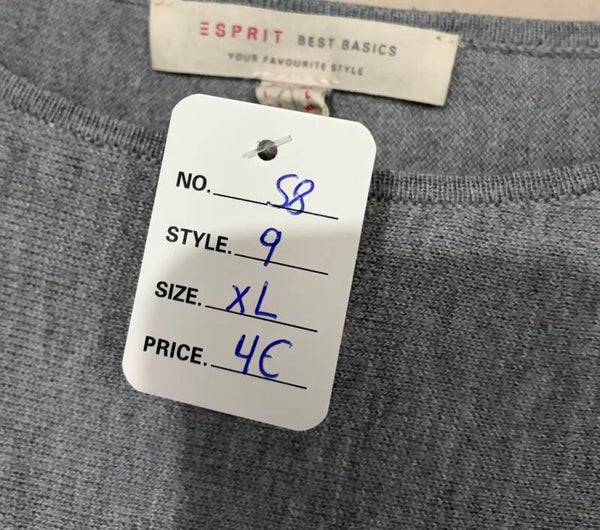 ESPRIT BEST BASICS
YOUR FAVOURITE STYLE
NO. 58
STYLE. 9
SIZE. XL
PRICE. 4€